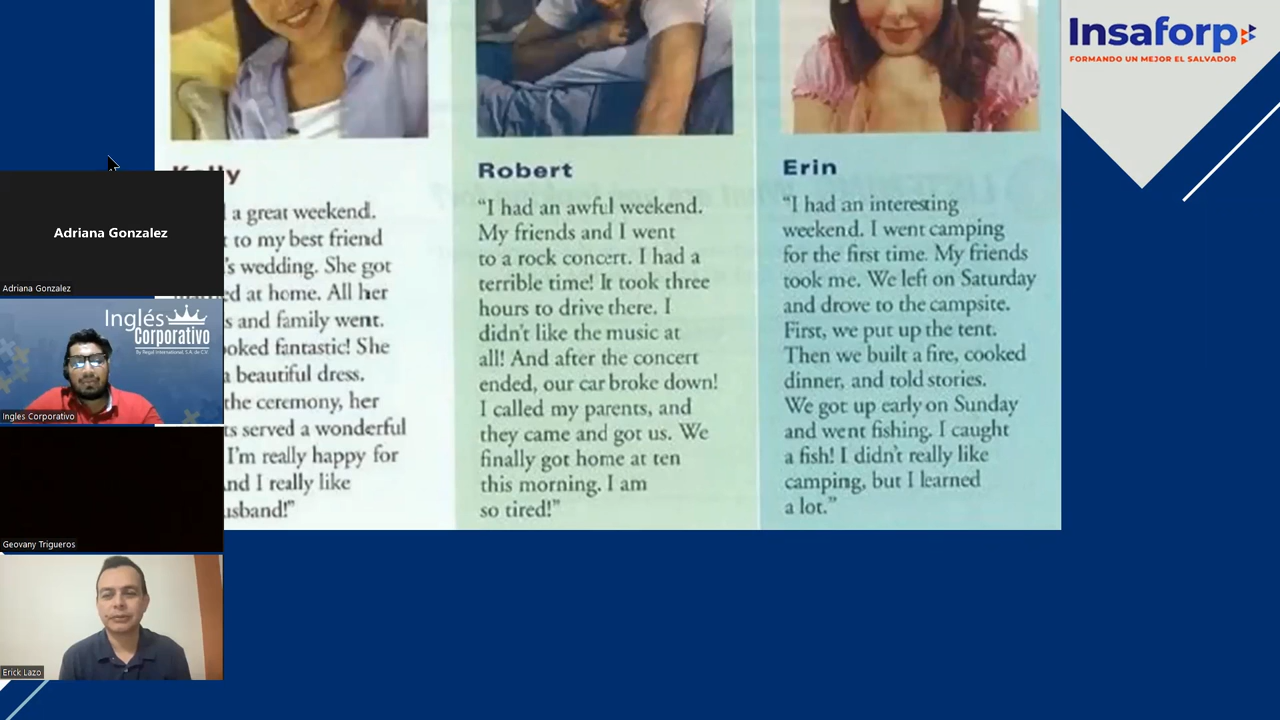 Insaforp
FORMANDO UN MEJOR EL SALVADOR
Adriana Gonzalez
Adriana Gonzalez
Inglés
Corporativo
By Regal International, S.A. de C.V.
Ingles Corporativo
Geovany Trigueros
Erick Lazo
Kelly
a great weekend.
to my best friend
's wedding. She got
at home. All her
and family went.
fantastic! She
a beautiful dress.
the ceremony, her
served a wonderful
I'm really happy for
And I really like
husband!"
Robert
“I had an awful weekend.
My friends and I went
to a rock concert. I had a
terrible time! It took three
hours to drive there. I
didn't like the music at
all! And after the concert
ended, our car broke down!
I called my parents, and
they came and got us. We
finally got home at ten
this morning. I am
so tired!”
Erin
“I had an interesting
weekend. I went camping
for the first time. My friends
took me. We left on Saturday
and drove to the campsite.
First, we put up the tent.
Then we built a fire, cooked
dinner, and told stories.
We got up early on Sunday
and went fishing. I caught
a fish! I didn't really like
camping, but I learned
a lot.”